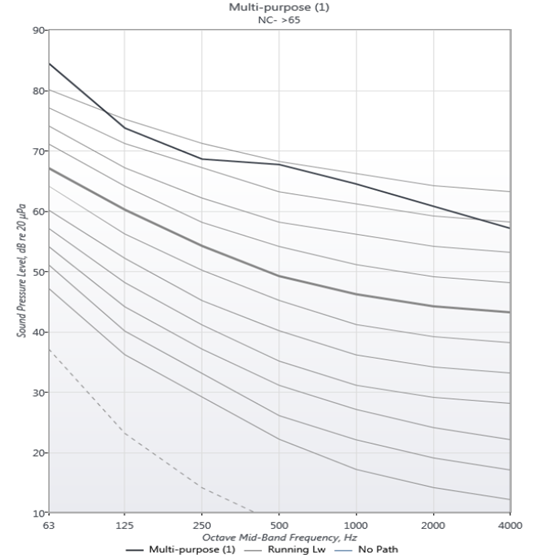 Multi-purpose (1)
NC- >65
Sound Pressure Level, dB re 20 µPa
90
80
70
60
50
40
30
20
10
63 125 250 500 1000 2000 4000
Octave Mid-Band Frequency, Hz
Multi-purpose (1) Running Lw No Path